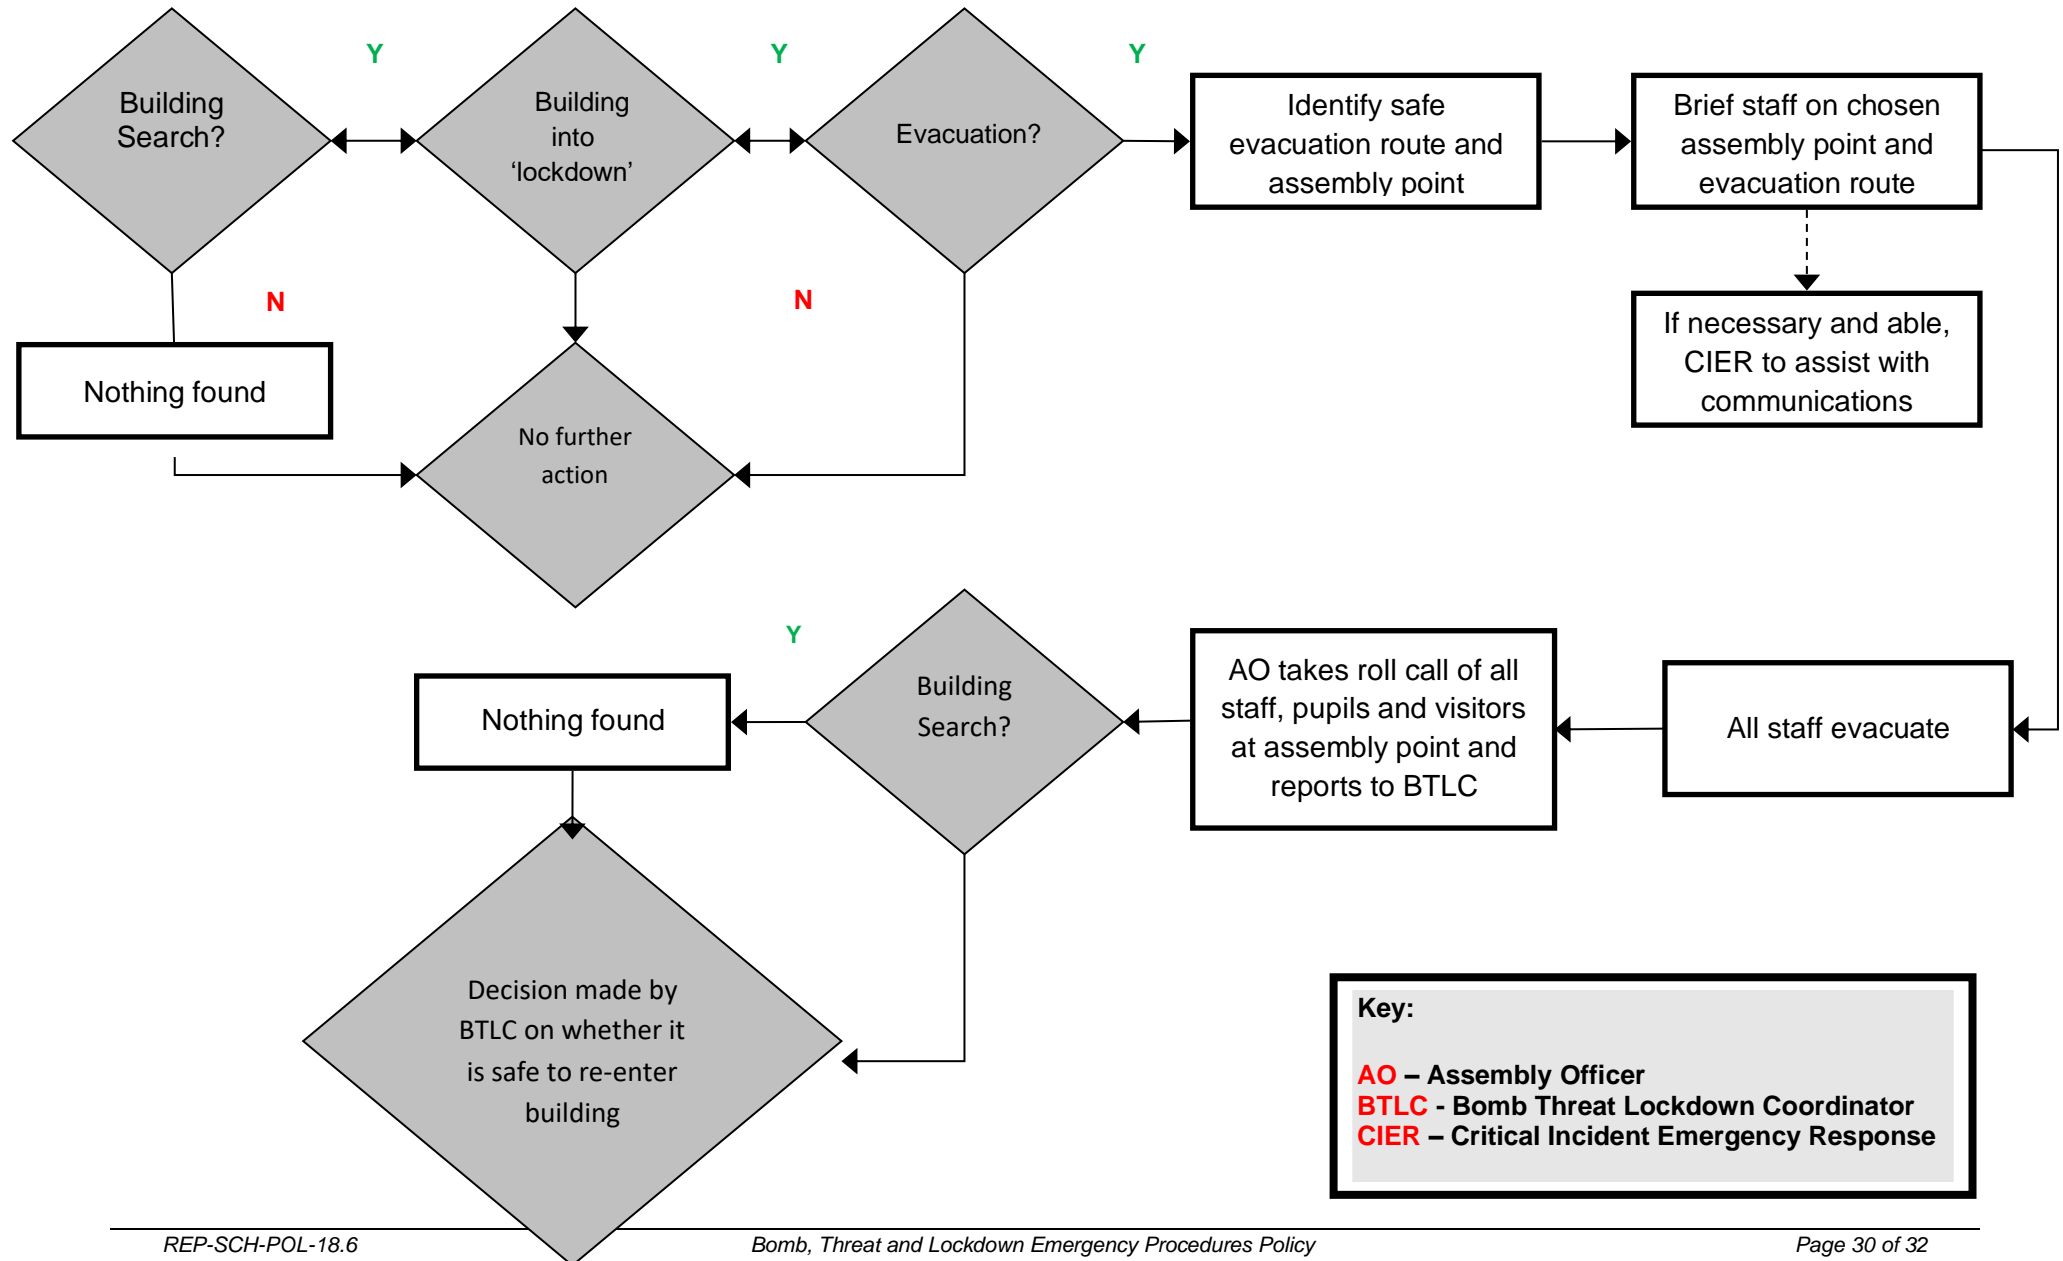 Y
Y
Y
Building
Search?
Building
into
‘lockdown’
Evacuation?
Identify safe
evacuation route and
assembly point
Brief staff on chosen
assembly point and
evacuation route
N
N
If necessary and able,
CIER to assist with
communications
Nothing found
No further
action
Y
Nothing found
Building
Search?
AO takes roll call of all
staff, pupils and visitors
at assembly point and
reports to BTLC
All staff evacuate
Decision made by
BTLC on whether it
is safe to re-enter
building
Key:
AO – Assembly Officer
BTLC - Bomb Threat Lockdown Coordinator
CIER – Critical Incident Emergency Response
REP-SCH-POL-18.6
Bomb, Threat and Lockdown Emergency Procedures Policy
Page 30 of 32